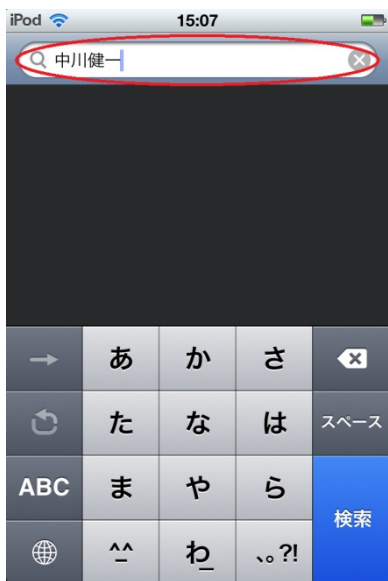 iPod 15:07
中川健一
→ あ か さ
た な は スペース
ABC ま や ら 検索
^_^ わ_ 、。?!